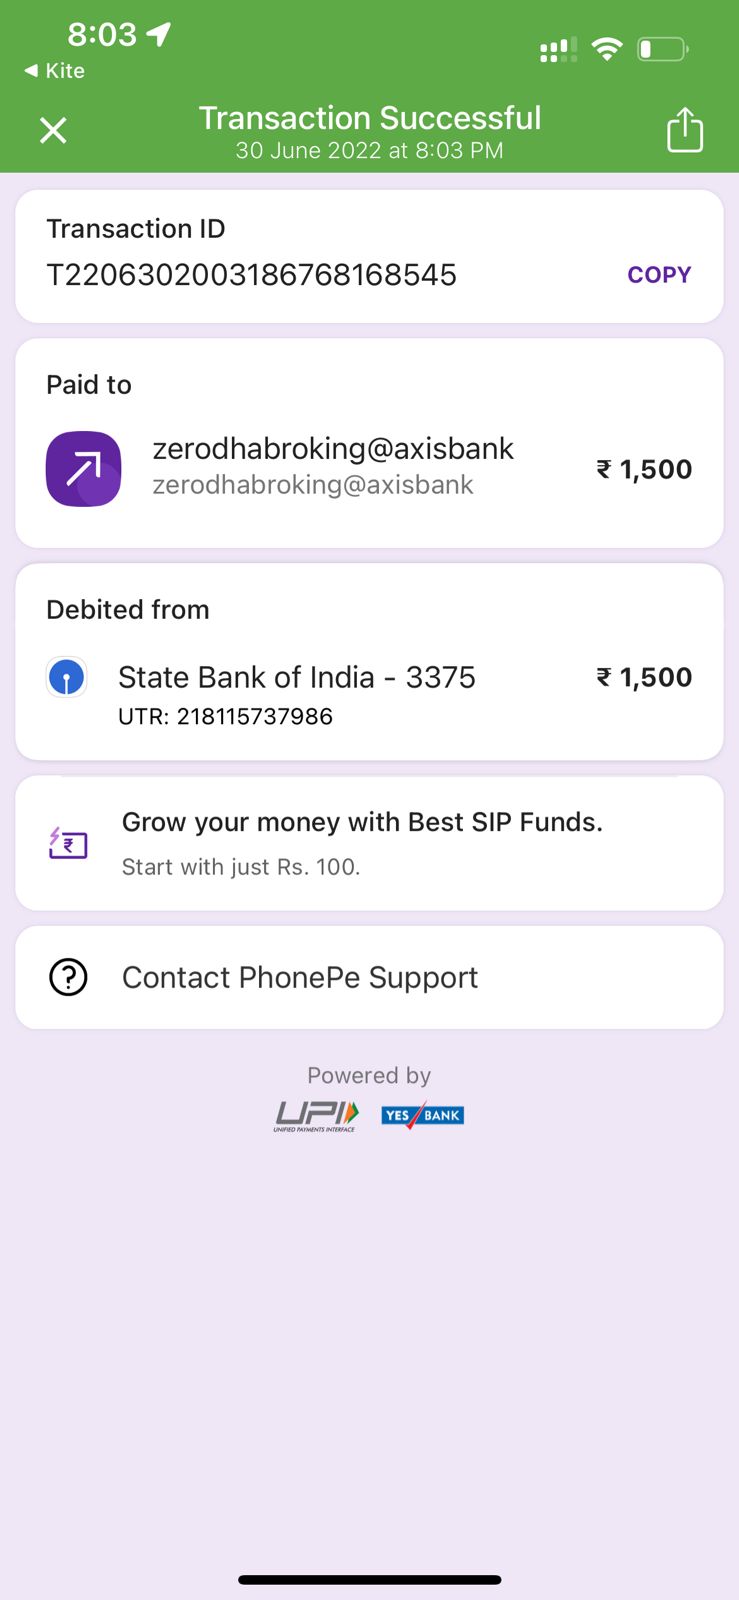 8:03
◀ Kite
Transaction Successful
30 June 2022 at 8:03 PM
Transaction ID
T2206302003186768168545
COPY
Paid to
zerodhabroking@axisbank
zerodhabroking@axisbank
₹ 1,500
Debited from
State Bank of India - 3375
₹ 1,500
UTR: 218115737986
Grow your money with Best SIP Funds.
Start with just Rs. 100.
Contact PhonePe Support
Powered by
UPI
UNIFIED PAYMENTS INTERFACE
YES BANK